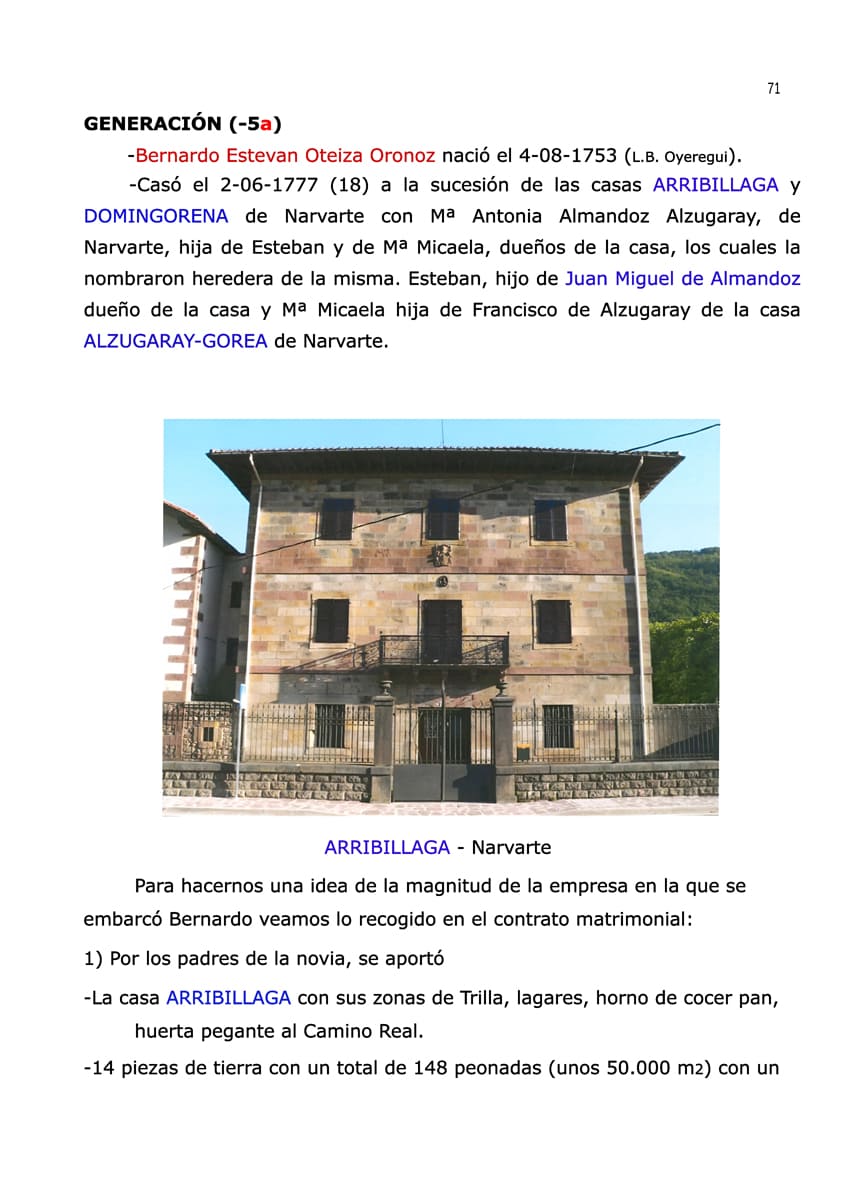 71
GENERACIÓN (-5a)
-Bernardo Estevan Oteiza Oronoz nació el 4-08-1753 (L.B. Oyeregui).
-Casó el 2-06-1777 (18) a la sucesión de las casas ARRIBILLAGA y
DOMINGORENA de Narvarte con Mª Antonia Almandoz Alzugaray, de
Narvarte, hija de Esteban y de Mª Micaela, dueños de la casa, los cuales la
nombraron heredera de la misma. Esteban, hijo de Juan Miguel de Almandoz
dueño de la casa y Mª Micaela hija de Francisco de Alzugaray de la casa
ALZUGARAY-GOREA de Narvarte.
ARRIBILLAGA - Narvarte
Para hacernos una idea de la magnitud de la empresa en la que se
embarcó Bernardo veamos lo recogido en el contrato matrimonial:
1) Por los padres de la novia, se aportó
-La casa ARRIBILLAGA con sus zonas de Trilla, lagares, horno de cocer pan,
huerta pegante al Camino Real.
-14 piezas de tierra con un total de 148 peonadas (unos 50.000 m2) con un